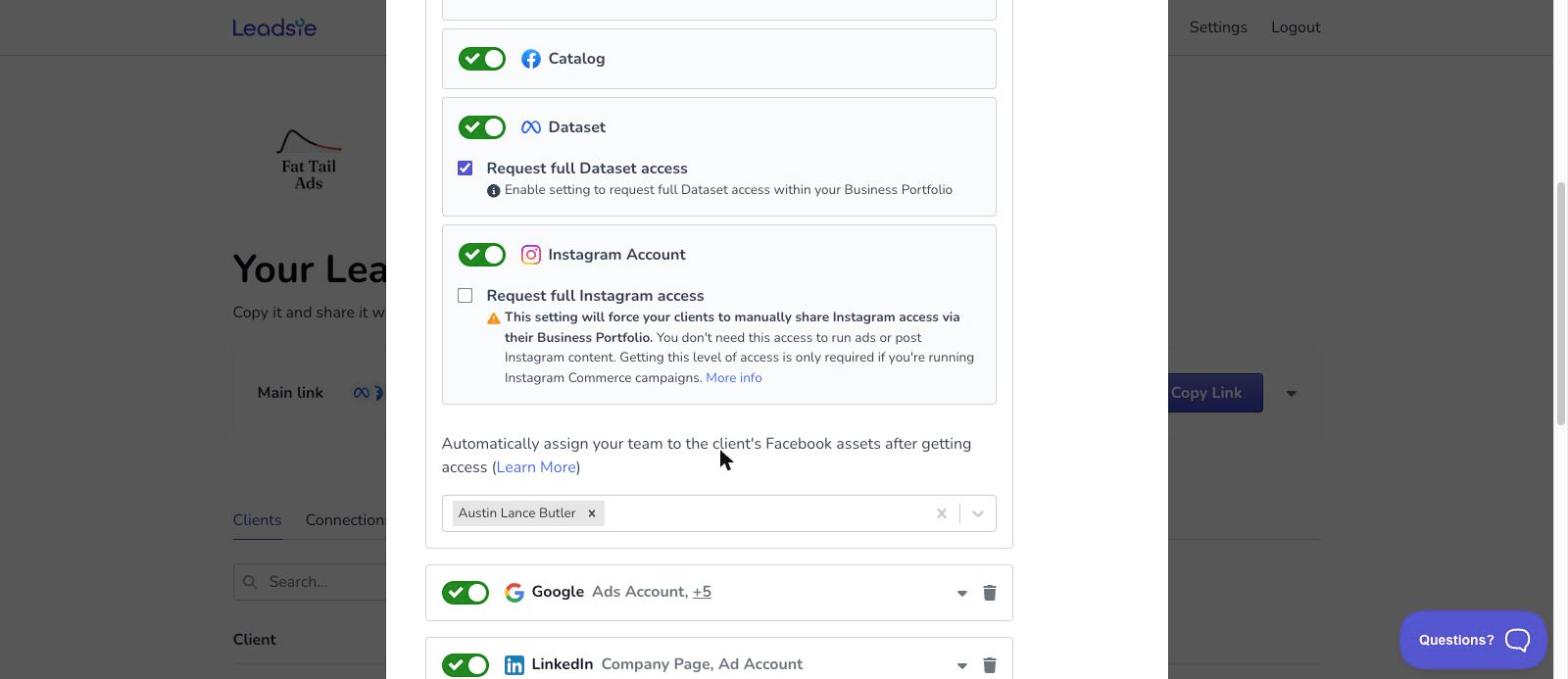 Leadsie
Settings
Logout
Catalog
Fat Tail
Ads
Dataset
Request full Dataset access
Enable setting to request full Dataset access within your Business Portfolio
Your Lea
Copy it and share it w
Instagram Account
Request full Instagram access
This setting will force your clients to manually share Instagram access via
their Business Portfolio. You don't need this access to run ads or post
Instagram content. Getting this level of access is only required if you're running
Instagram Commerce campaigns. More info
Main link
Copy Link
Automatically assign your team to the client's Facebook assets after getting
access (Learn More)
Austin Lance Butler
Clients
Connection
Search...
Google Ads Account, +5
Client
LinkedIn Company Page, Ad Account
Questions?